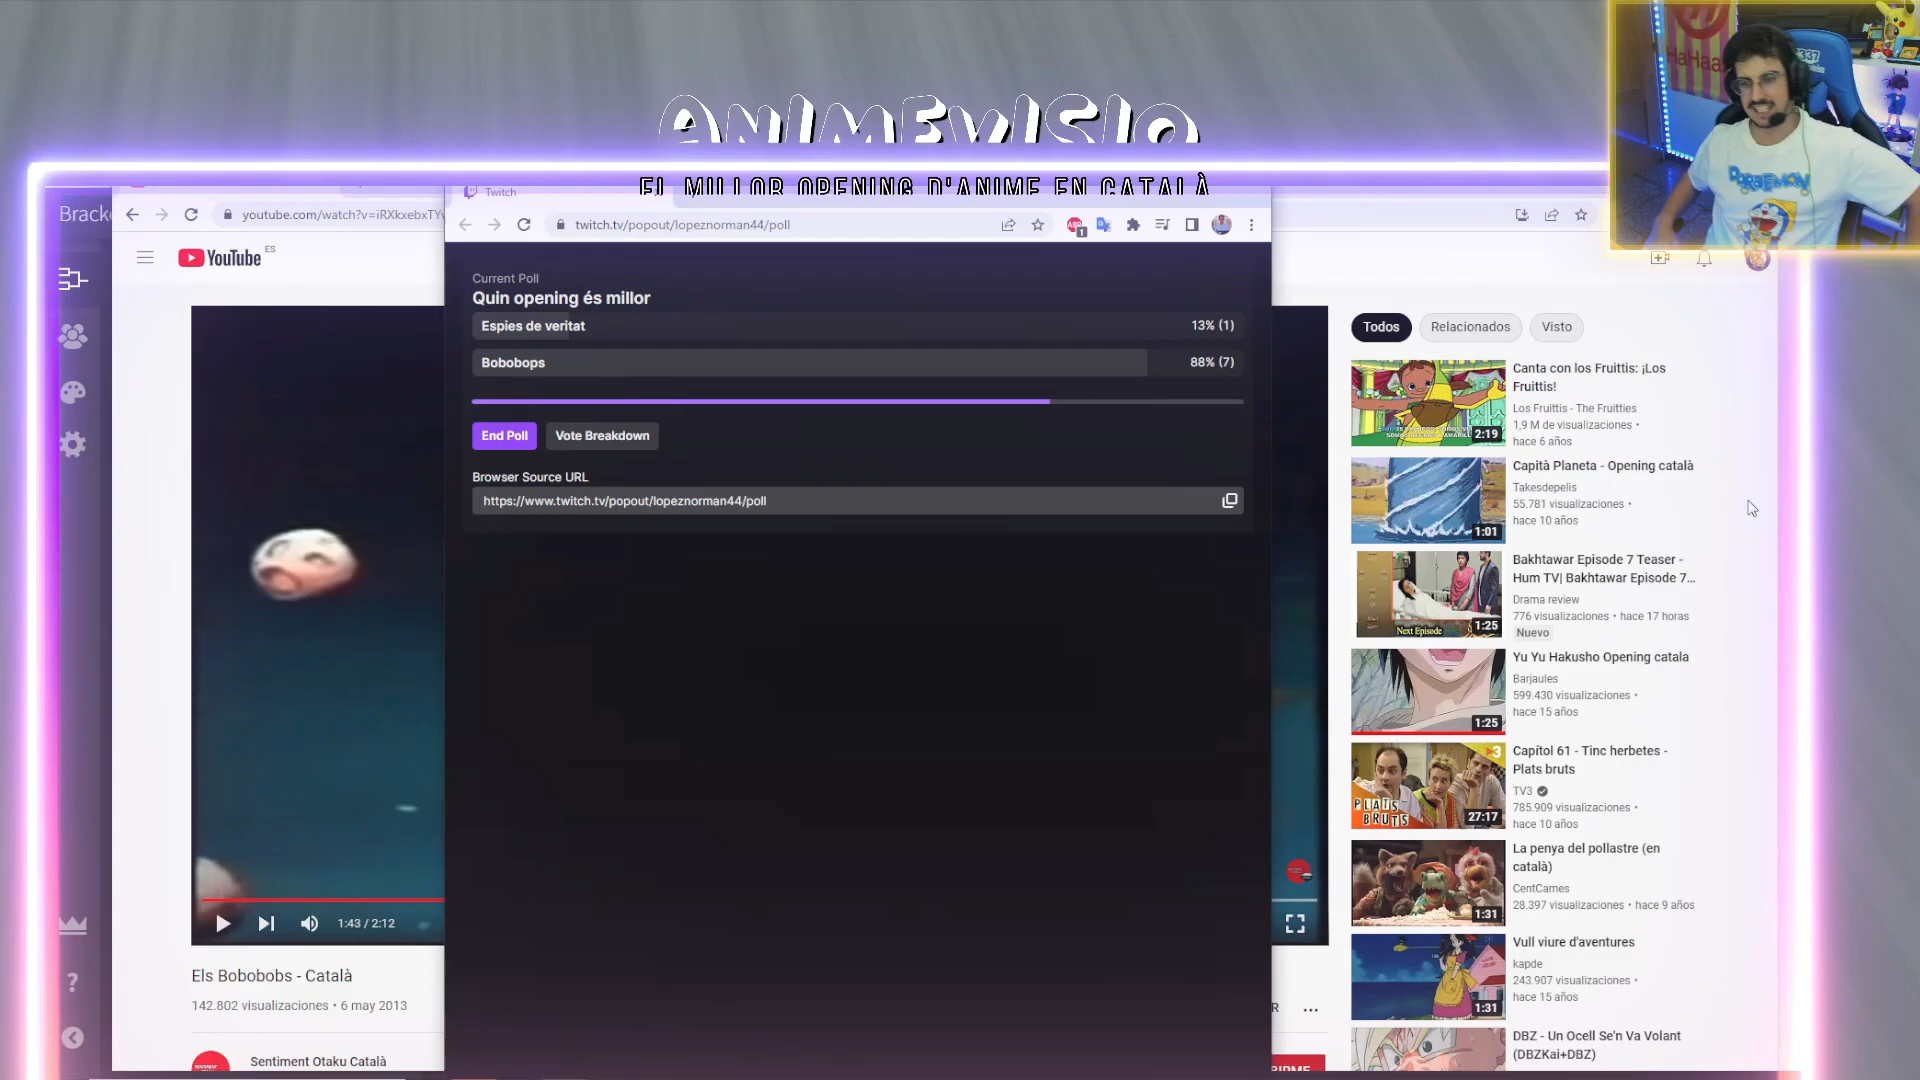 ANIMEVISIO
EL MILLOR OPENING D'ANIME EN CATALÀ
HaHaa
337
DORAEMON
Brack
youtube.com/watch?v=iRXkxebxTYv
Twitch
twitch.tv/popout/lopeznorman44/poll
1
YouTube ES
Current Poll
Quin opening és millor
Espies de veritat 13% (1)
Bobobops 88% (7)
End Poll Vote Breakdown
Browser Source URL
https://www.twitch.tv/popout/lopeznorman44/poll
1:43 / 2:12
Els Bobobobs - Català
142.802 visualizaciones • 6 may 2013
Sentiment Otaku Català
Todos Relacionados Visto
Canta con los Fruittis: ¡Los
Fruittis!
Los Fruittis - The Fruitties
1,9 M de visualizaciones •
hace 6 años
2:19
Capità Planeta - Opening català
Takesdepelis
55.781 visualizaciones •
hace 10 años
1:01
Bakhtawar Episode 7 Teaser -
Hum TV| Bakhtawar Episode 7...
Drama review
776 visualizaciones • hace 17 horas
Nuevo
Next Episode
1:25
Yu Yu Hakusho Opening catala
Barjaules
599.430 visualizaciones •
hace 15 años
1:25
Capítol 61 - Tinc herbetes -
Plats bruts
TV3
785.909 visualizaciones •
hace 10 años
3
PLATS
BRUTS
27:17
La penya del pollastre (en
català)
CentCames
28.397 visualizaciones • hace 9 años
1:31
Vull viure d'aventures
kapde
243.907 visualizaciones •
hace 15 años
1:31
DBZ - Un Ocell Se'n Va Volant
(DBZKai+DBZ)
R ...
BIRME
?